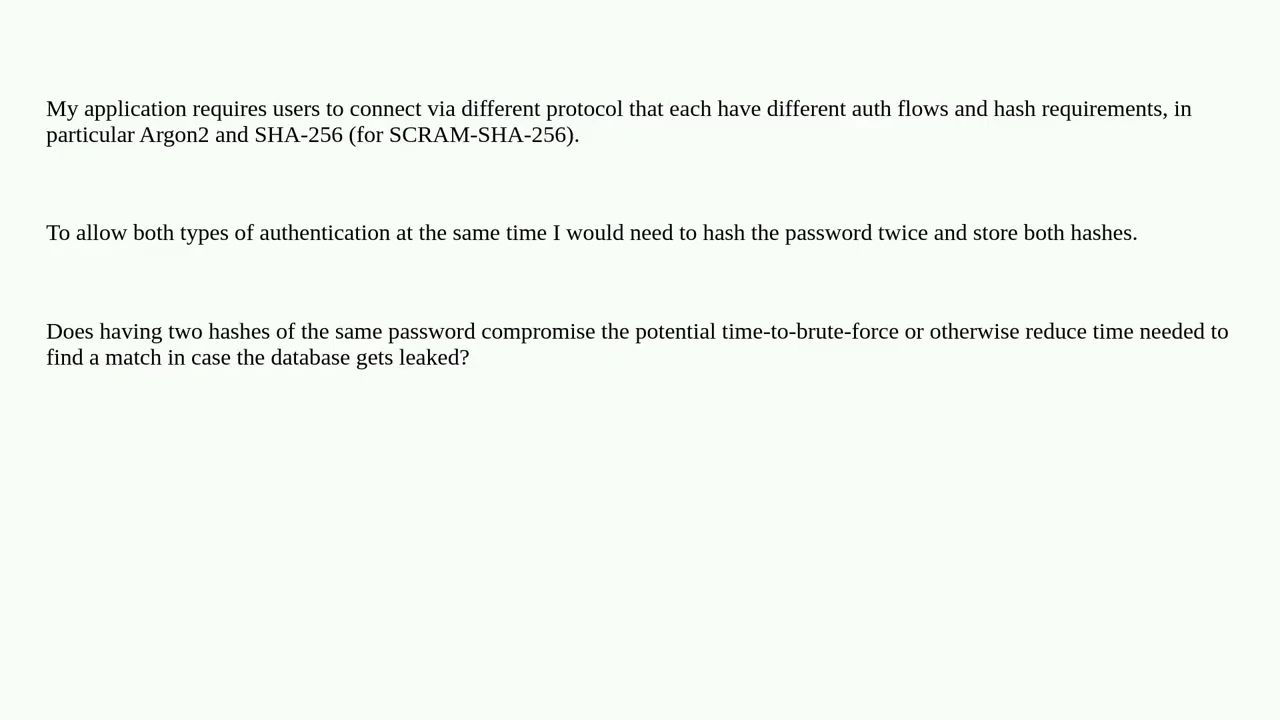 My application requires users to connect via different protocol that each have different auth flows and hash requirements, in
particular Argon2 and SHA-256 (for SCRAM-SHA-256).
To allow both types of authentication at the same time I would need to hash the password twice and store both hashes.
Does having two hashes of the same password compromise the potential time-to-brute-force or otherwise reduce time needed to
find a match in case the database gets leaked?